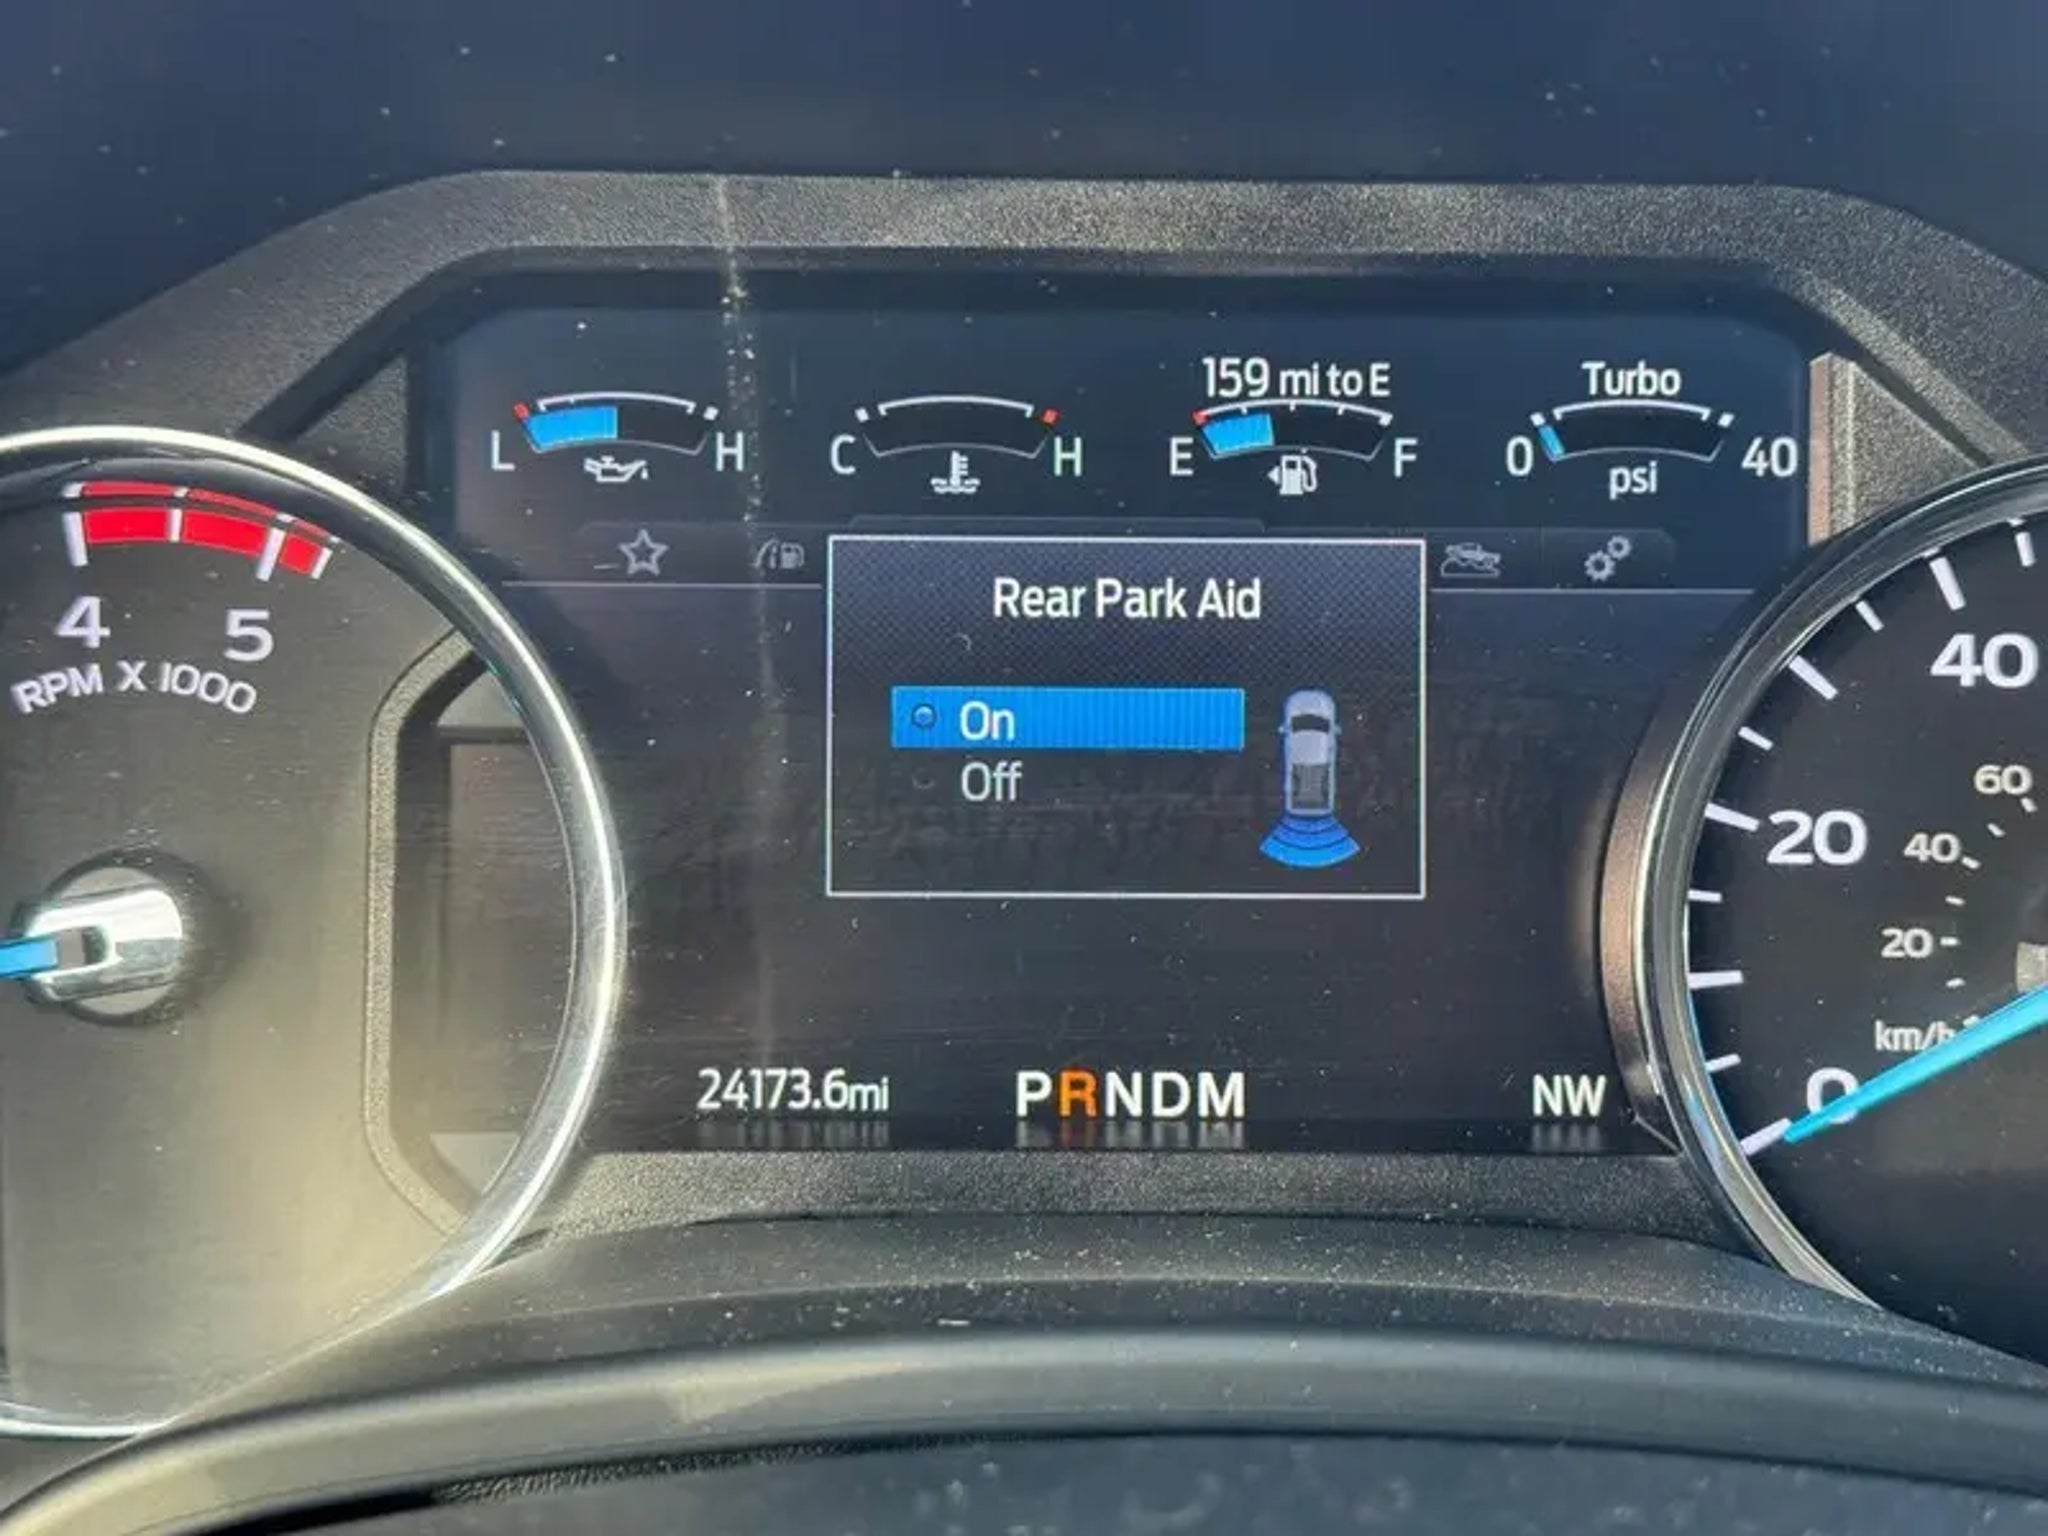 159 mi to E
Turbo
L H
C H
E F
0 40
psi
Rear Park Aid
On
Off
4 5
RPM X 1000
40
20
0
60
40
20
km/h
24173.6mi
PRNDM
NW